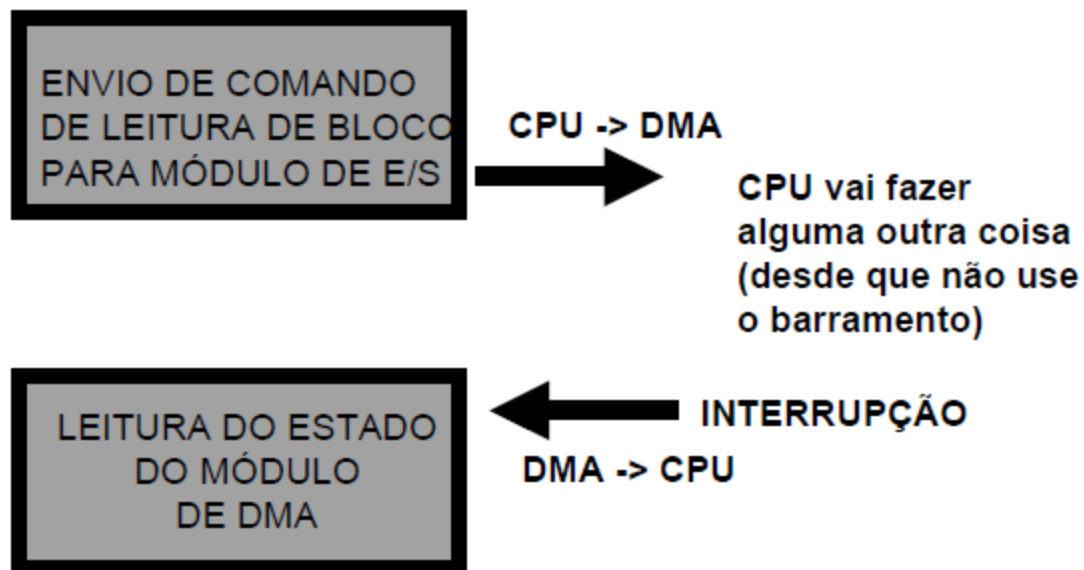 ENVIO DE COMANDO
DE LEITURA DE BLOCO
PARA MÓDULO DE E/S
CPU -> DMA
CPU vai fazer
alguma outra coisa
(desde que não use
o barramento)
LEITURA DO ESTADO
DO MÓDULO
DE DMA
INTERRUPÇÃO
DMA -> CPU